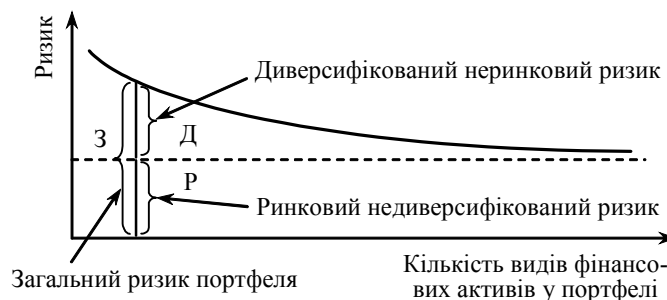 Ризик
Диверсифікований неринковий ризик
З
Д
Р
Ринковий недиверсифікований ризик
Загальний ризик портфеля
Кількість видів фінансо-
вих активів у портфелі